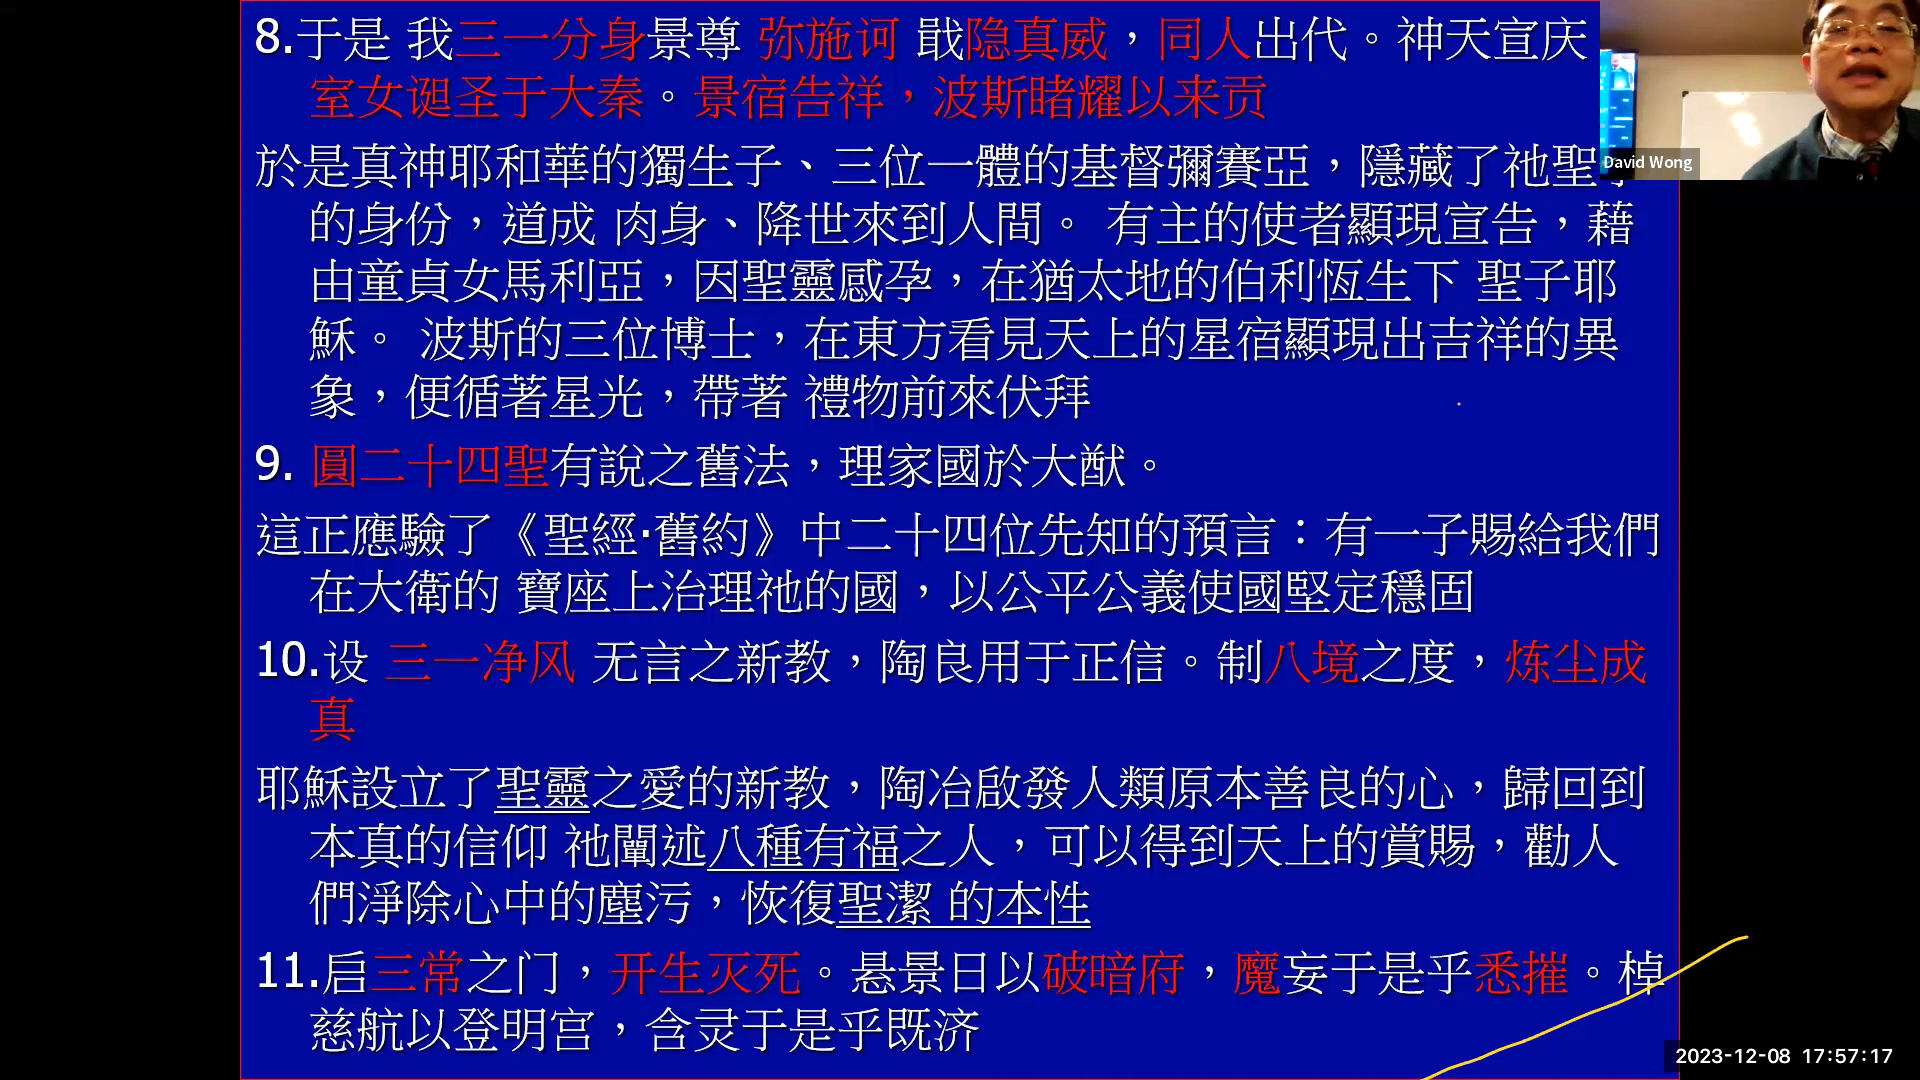 8.于是 我三一分身景尊 弥施诃 戢隐真威，同人出代。神天宣庆
室女诞圣于大秦。景宿告祥，波斯睹耀以来贡
於是真神耶和華的獨生子、三位一體的基督彌賽亞，隱藏了祂聖
的身份，道成 肉身、降世來到人間。 有主的使者顯現宣告，藉
由童貞女馬利亞，因聖靈感孕，在猶太地的伯利恆生下 聖子耶
穌。 波斯的三位博士，在東方看見天上的星宿顯現出吉祥的異
象，便循著星光，帶著 禮物前來伏拜
9. 圓二十四聖有說之舊法，理家國於大猷。
這正應驗了《聖經·舊約》中二十四位先知的預言：有一子賜給我們
在大衛的 寶座上治理祂的國，以公平公義使國堅定穩固
10.设 三一净风 无言之新教，陶良用于正信。制八境之度，炼尘成
真
耶穌設立了聖靈之愛的新教，陶冶啟發人類原本善良的心，歸回到
本真的信仰 祂闡述八種有福之人，可以得到天上的賞賜，勸人
們淨除心中的塵污，恢復聖潔 的本性
11.启三常之门，开生灭死。悬景日以破暗府，魔妄于是乎悉摧。棹
慈航以登明宫，含灵于是乎既济
David Wong
2023-12-08 17:57:17